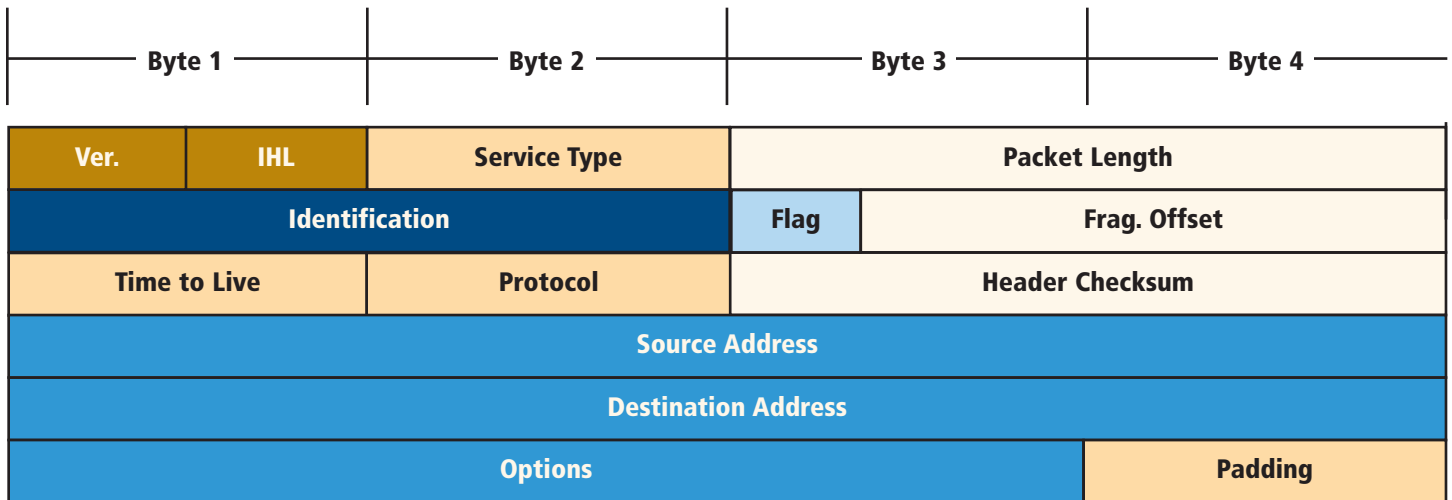 Byte 1 Byte 2 Byte 3 Byte 4
Ver. IHL Service Type Packet Length
Identification Flag Frag. Offset
Time to Live Protocol Header Checksum
Source Address
Destination Address
Options Padding